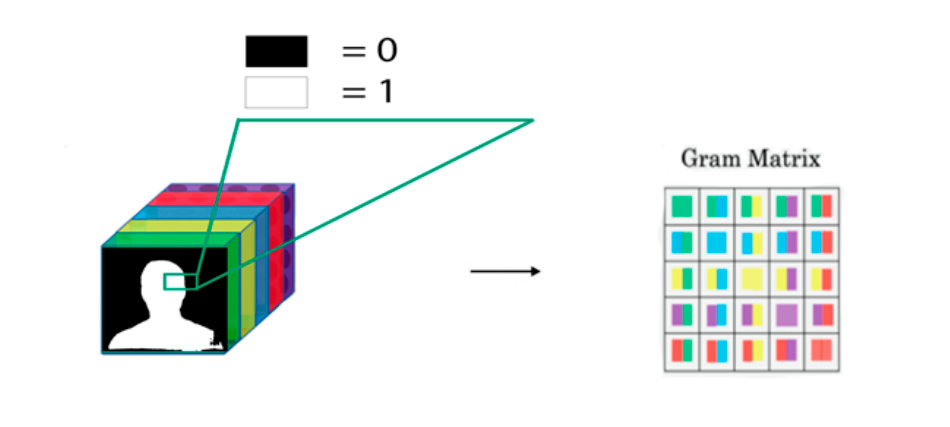 = 0
= 1
Gram Matrix